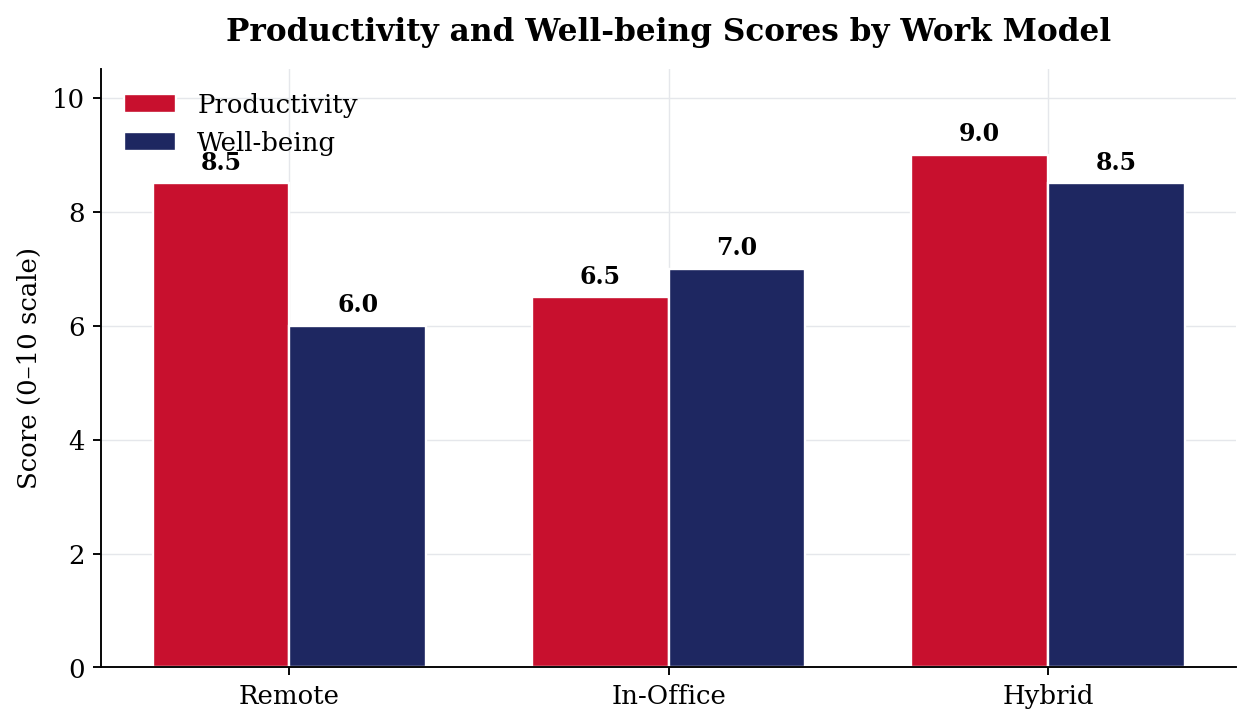 Productivity and Well-being Scores by Work Model
Score (0–10 scale)
10
8
6
4
2
0
Productivity
Well-being
8.5
6.0
6.5
7.0
9.0
8.5
Remote
In-Office
Hybrid